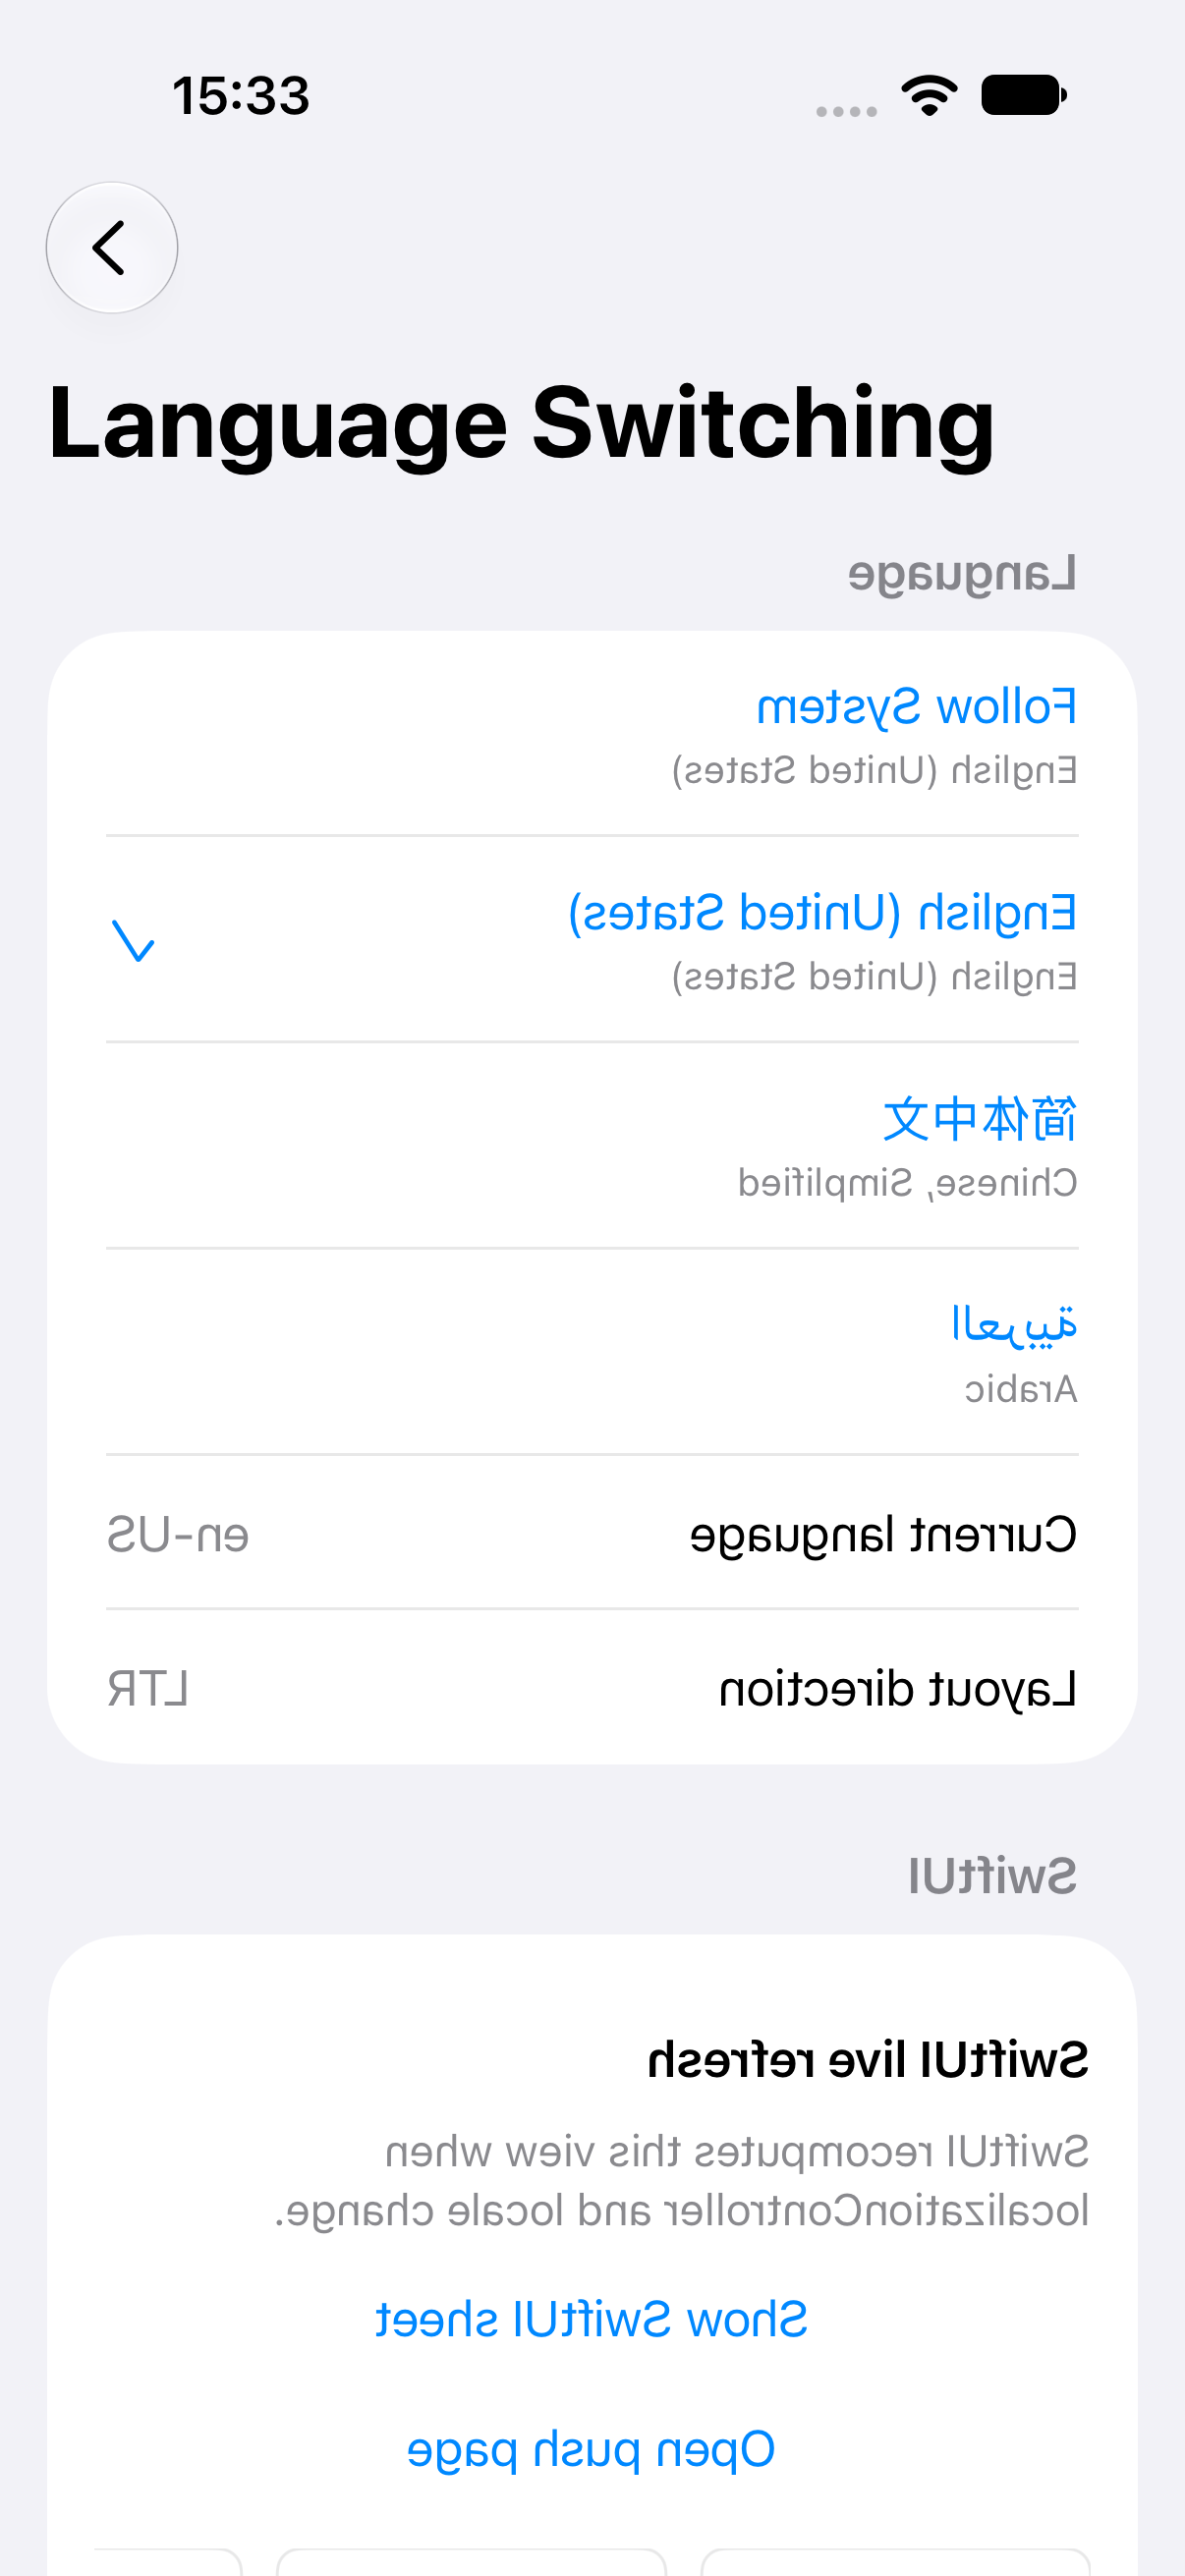 15:33
Language Switching
Language
Follow System
English (United States)
English (United States)
English (United States)
简体中文
Chinese, Simplified
العربية
Arabic
Current language en-US
Layout direction LTR
SwiftUI
SwiftUI live refresh
SwiftUI recomputes this view when
localizationController and locale change.
Show SwiftUI sheet
Open push page